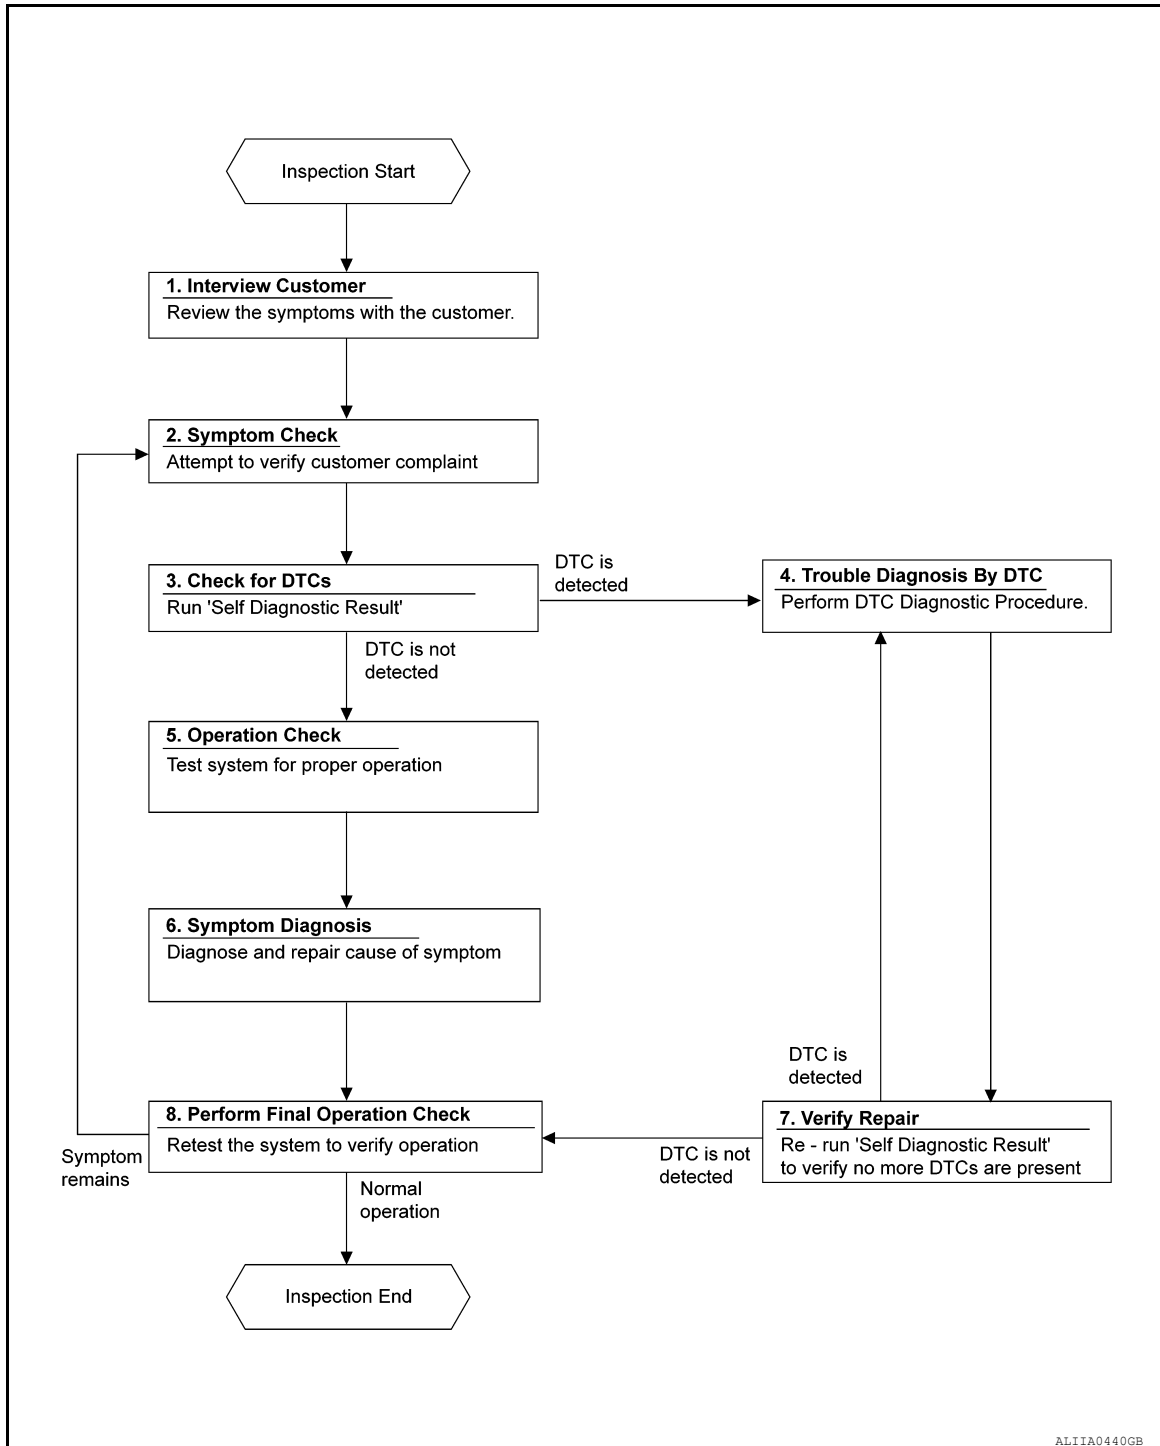 Inspection Start
1. Interview Customer
Review the symptoms with the customer.
2. Symptom Check
Attempt to verify customer complaint
3. Check for DTCs
Run 'Self Diagnostic Result'
DTC is
detected
4. Trouble Diagnosis By DTC
Perform DTC Diagnostic Procedure.
DTC is not
detected
5. Operation Check
Test system for proper operation
6. Symptom Diagnosis
Diagnose and repair cause of symptom
DTC is
detected
7. Verify Repair
Re - run 'Self Diagnostic Result'
to verify no more DTCs are present
DTC is not
detected
8. Perform Final Operation Check
Retest the system to verify operation
Symptom
remains
Normal
operation
Inspection End
ALIIA0440GB